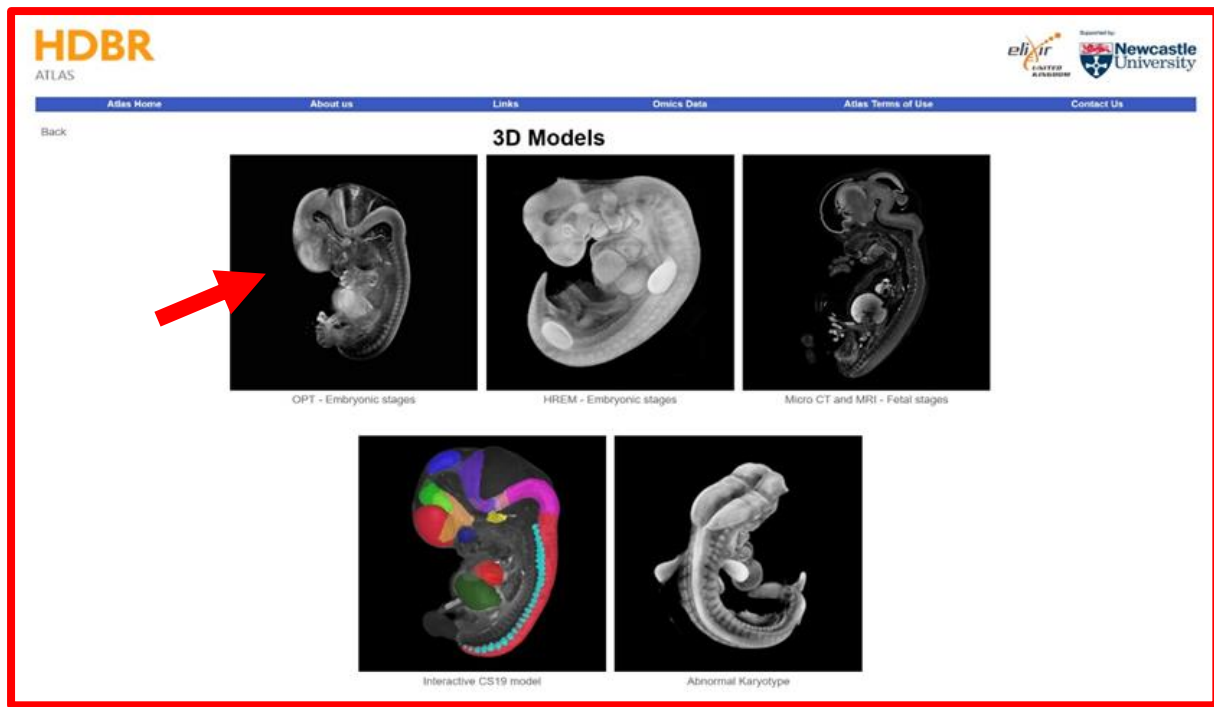 HDBR
ATLAS
elixir
UNITED
KINGDOM
Supported by
Newcastle
University
Atlas Home About us Links Omics Data Atlas Terms of Use Contact Us
Back
3D Models
OPT - Embryonic stages HREM - Embryonic stages Micro CT and MRI - Fetal stages
Interactive CS19 model Abnormal Karyotype